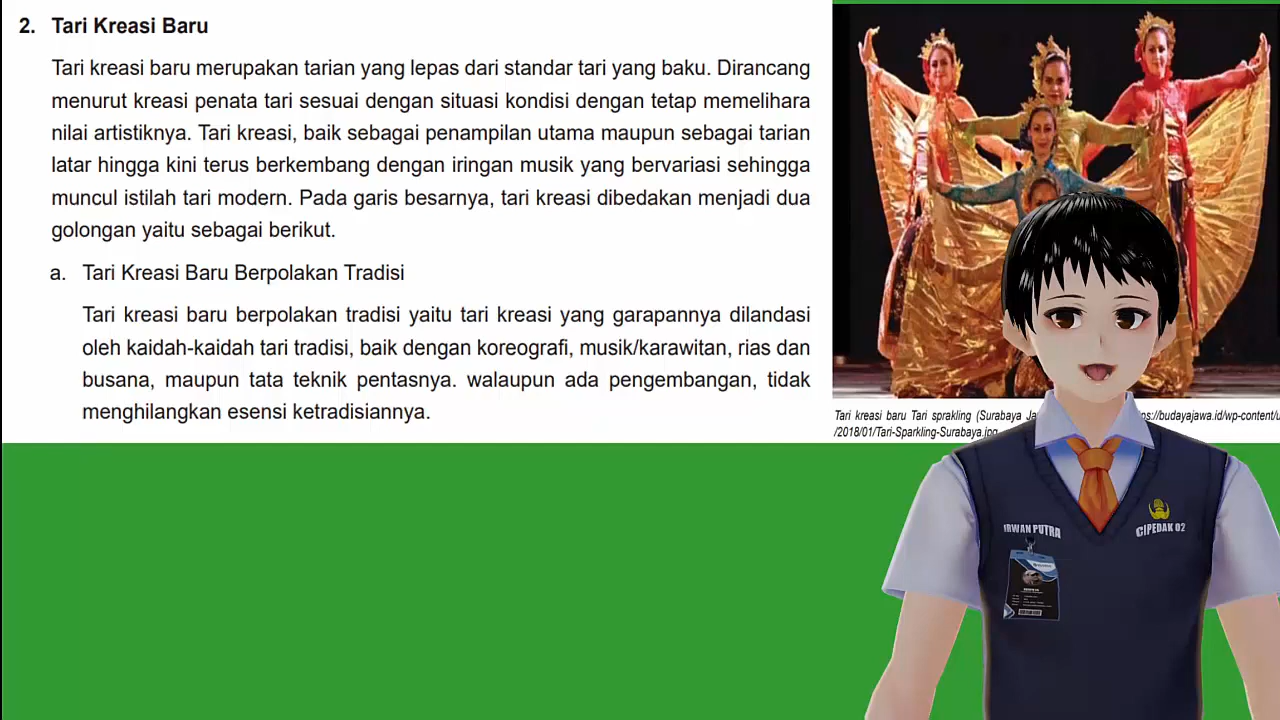 2. Tari Kreasi Baru
Tari kreasi baru merupakan tarian yang lepas dari standar tari yang baku. Dirancang
menurut kreasi penata tari sesuai dengan situasi kondisi dengan tetap memelihara
nilai artistiknya. Tari kreasi, baik sebagai penampilan utama maupun sebagai tarian
latar hingga kini terus berkembang dengan iringan musik yang bervariasi sehingga
muncul istilah tari modern. Pada garis besarnya, tari kreasi dibedakan menjadi dua
golongan yaitu sebagai berikut.
a. Tari Kreasi Baru Berpolakan Tradisi
Tari kreasi baru berpolakan tradisi yaitu tari kreasi yang garapannya dilandasi
oleh kaidah-kaidah tari tradisi, baik dengan koreografi, musik/karawitan, rias dan
busana, maupun tata teknik pentasnya. walaupun ada pengembangan, tidak
menghilangkan esensi ketradisiannya.
Tari kreasi baru Tari sprakling (Surabaya Ja ps://budayajawa.id/wp-content/u
/2018/01/Tari-Sparkling-Surabaya.jpg
IRWAN PUTRA
CIPEDAK 02